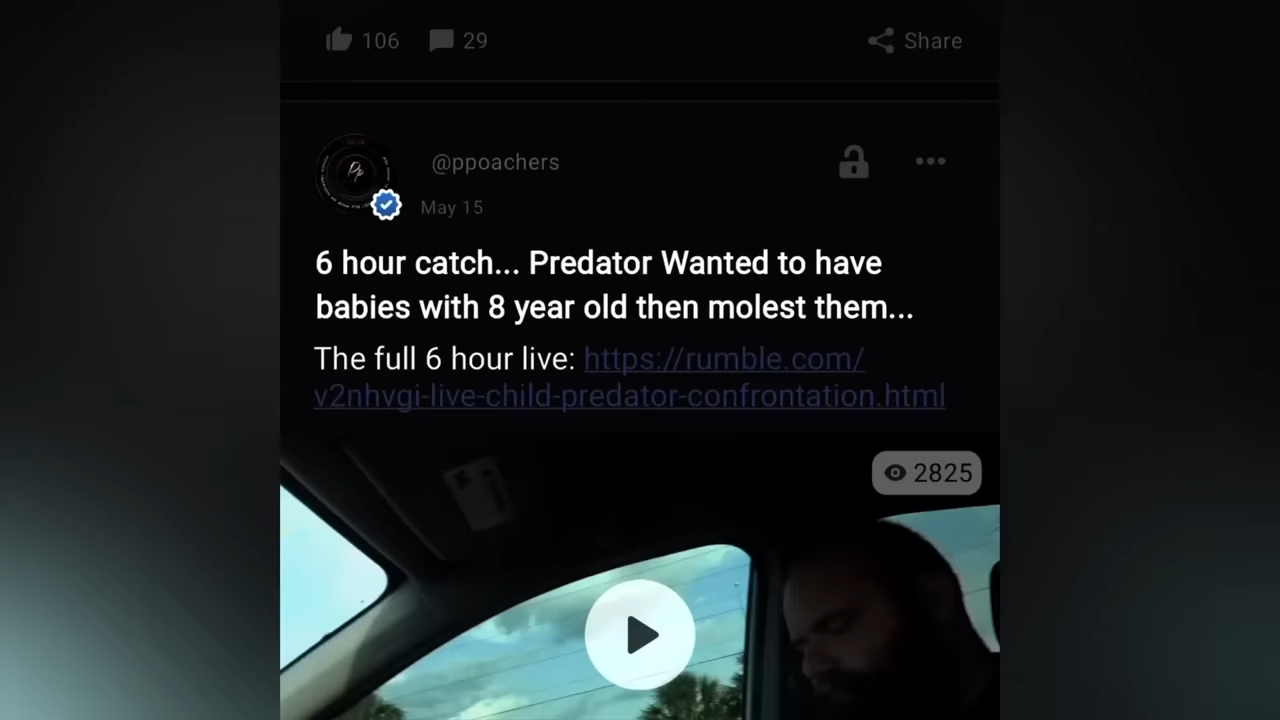 106 29 Share
@ppoachers
May 15
6 hour catch... Predator Wanted to have
babies with 8 year old then molest them...
The full 6 hour live: https://rumble.com/
v2nhvgi-live-child-predator-confrontation.html
2825